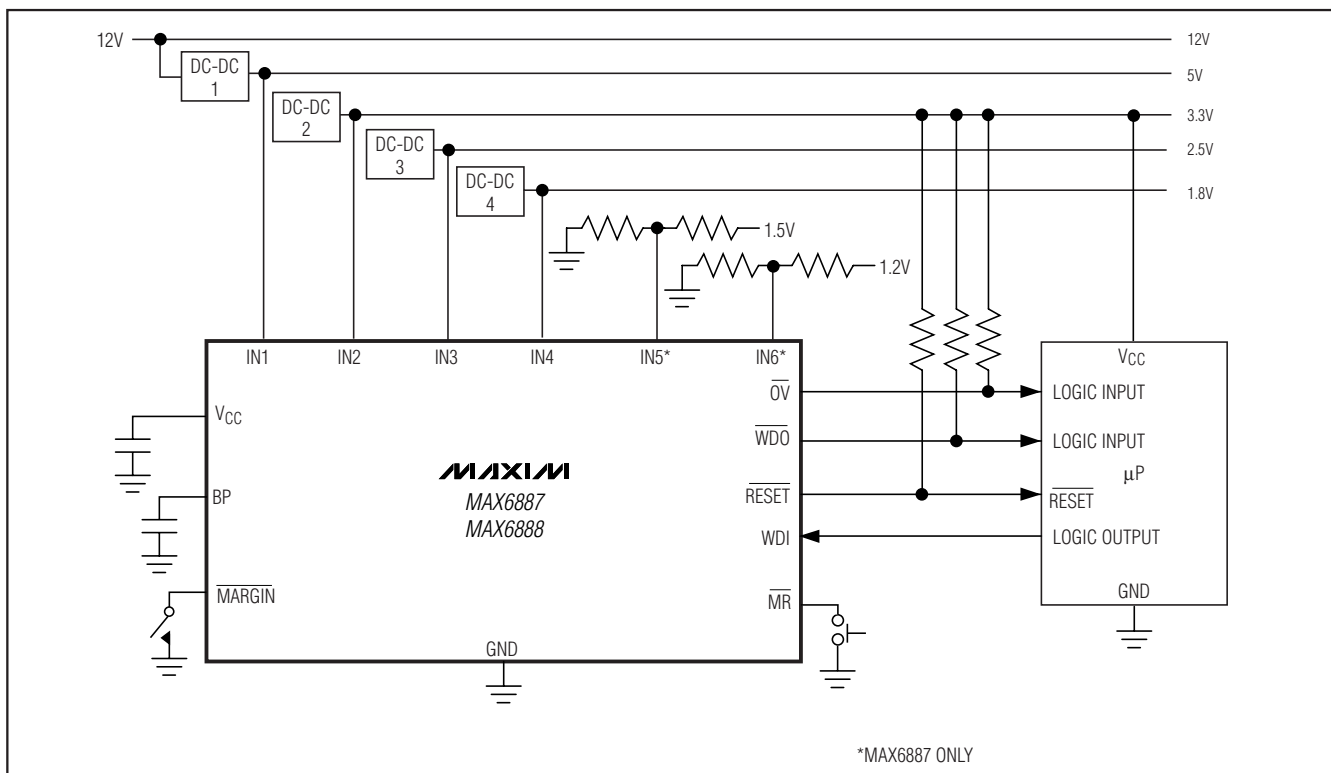 12V
12V
DC-DC
1
5V
DC-DC
2
3.3V
DC-DC
3
2.5V
DC-DC
4
1.8V
1.5V
1.2V
IN1
IN2
IN3
IN4
IN5*
IN6*
VCC
OV
LOGIC INPUT
VCC
WDO
LOGIC INPUT
MAXIM
MAX6887
MAX6888
µP
BP
RESET
RESET
WDI
LOGIC OUTPUT
MARGIN
MR
GND
GND
*MAX6887 ONLY